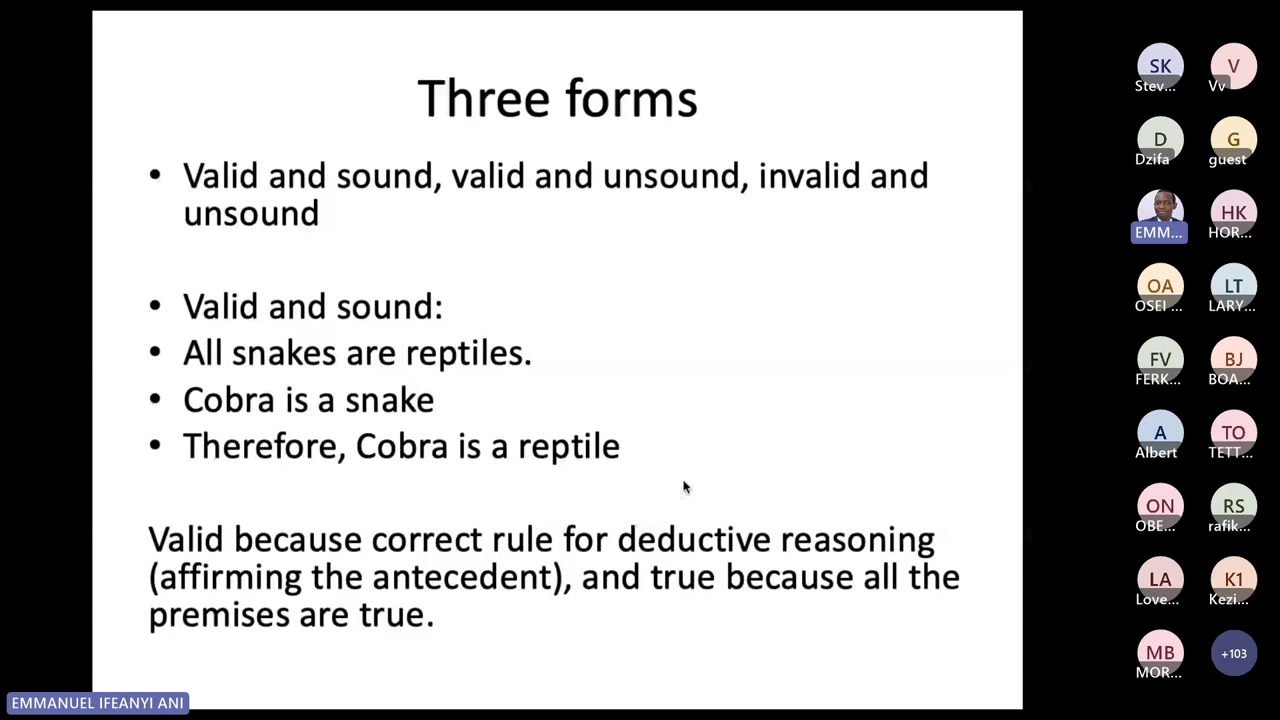 Three forms
• Valid and sound, valid and unsound, invalid and
unsound
• Valid and sound:
• All snakes are reptiles.
• Cobra is a snake
• Therefore, Cobra is a reptile
Valid because correct rule for deductive reasoning
(affirming the antecedent), and true because all the
premises are true.
SK
Stev...
V
Vv
D
Dzifa
G
guest
EMM...
HK
HOR...
OA
OSEI ...
LT
LARY...
FV
FERK...
BJ
BOA...
A
Albert
TO
TETT...
ON
OBE...
RS
rafik...
LA
Love...
K1
Kezi...
MB
MOR...
+103
EMMANUEL IFEANYI ANI